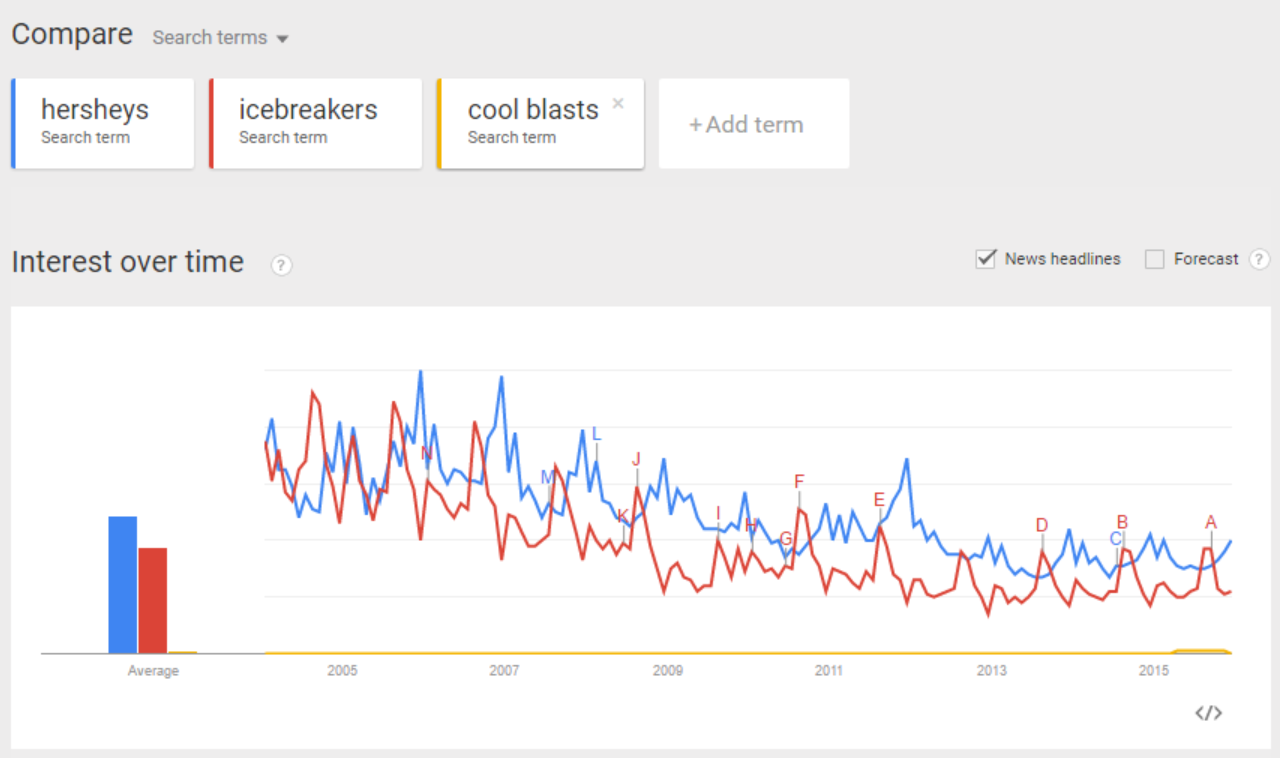 Compare Search terms
hersheys
Search term
icebreakers
Search term
cool blasts ×
Search term
+Add term
Interest over time ?
News headlines Forecast ?
N
M
L
K
J
I
H
G
F
E
D
C
B
A
Average 2005 2007 2009 2011 2013 2015
</>